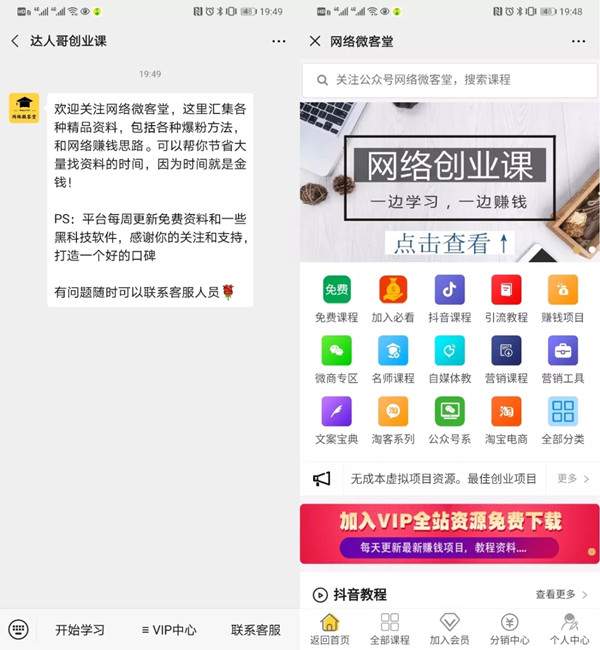 19:49
达人哥创业课
19:49
欢迎关注网络微客堂，这里汇集各
种精品资料，包括各种爆粉方法，
和网络赚钱思路。可以帮你节省大
量找资料的时间，因为时间就是金
钱！
PS：平台每周更新免费资料和一些
黑科技软件，感谢你的关注和支持，
打造一个好的口碑
有问题随时可以联系客服人员
网络微客堂
开始学习
≡ VIP中心
联系客服
19:48
网络微客堂
关注公众号网络微客堂，搜索课程
网络创业课
一边学习，一边赚钱
点击查看
免费
免费课程
加入必看
抖音课程
引流教程
赚钱项目
微商专区
名师课程
自媒体教
营销课程
营销工具
文案宝典
淘客系列
公众号系
淘宝电商
全部分类
无成本虚拟项目资源。最佳创业项目
更多 >
加入VIP全站资源免费下载
每天更新最新赚钱项目，教程资料....
抖音教程
查看更多 >
返回首页
全部课程
加入会员
分销中心
个人中心